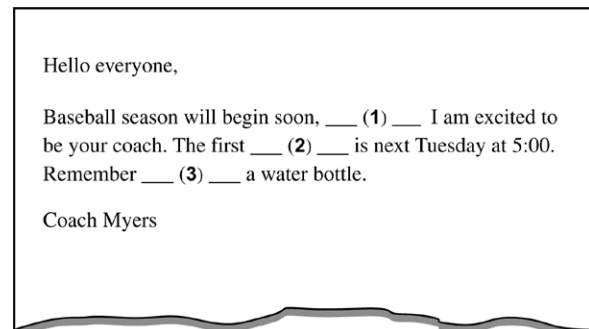 Hello everyone,
Baseball season will begin soon, ___ (1) ___ I am excited to
be your coach. The first ___ (2) ___ is next Tuesday at 5:00.
Remember ___ (3) ___ a water bottle.
Coach Myers